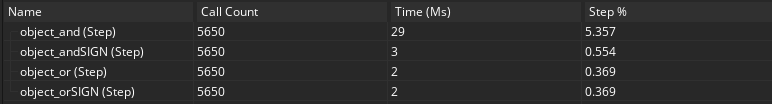 Name Call Count Time (Ms) Step %
object_and (Step) 5650 29 5.357
object_andSIGN (Step) 5650 3 0.554
object_or (Step) 5650 2 0.369
object_orSIGN (Step) 5650 2 0.369